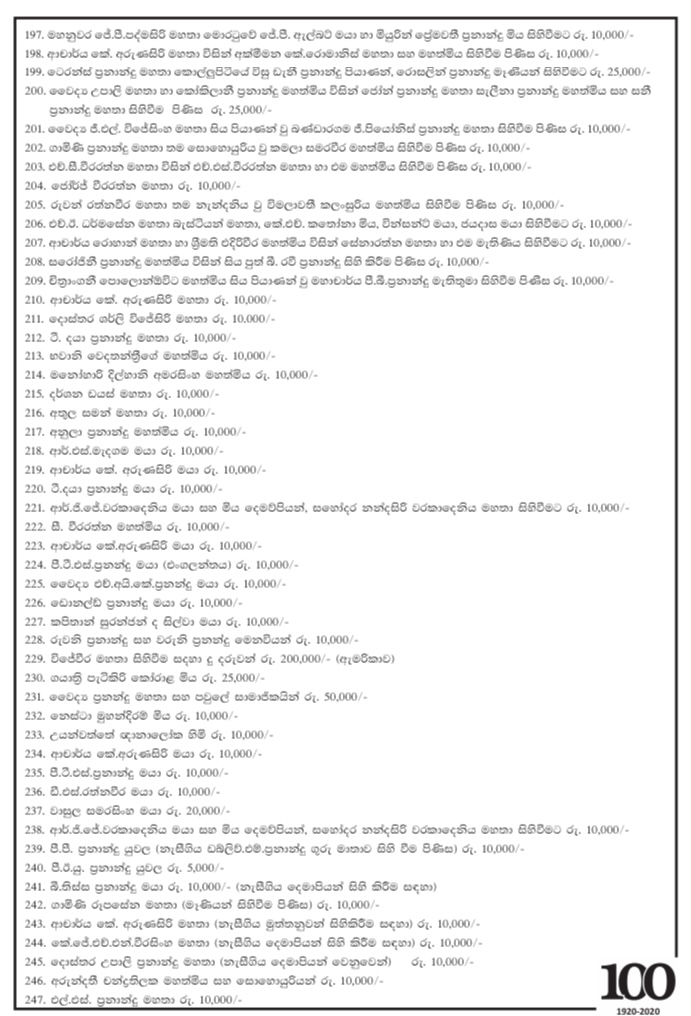 197. මහනුවර ජේ.පී.පද්මසිරි මහතා මොරටුවේ ජේ.පී. ඇල්බට් මයා හා මියුරින් ප්‍රේමවතී ප්‍රනාන්දු මිය සිහිවීමට රු. 10,000/-
198. ආචාර්ය කේ. අරුණසිරි මහතා විසින් අක්මීමන කේ.රොමානිස් මහතා සහ මහත්මිය සිහිවීම පිණිස රු. 10,000/-
199. ටෙරන්ස් ප්‍රනාන්දු මහතා කොල්ලුපිටියේ විසු ඩැනී ප්‍රනාන්දු පියාණන්, රොසලින් ප්‍රනාන්දු මෑණියන් සිහිවීමට රු. 25,000/-
200. වෛද්‍ය උපාලි මහතා හා කෝකිලානී ප්‍රනාන්දු මහත්මිය විසින් ජෝන් ප්‍රනාන්දු මහතා සැලීනා ප්‍රනාන්දු මහත්මිය සහ සනී
ප්‍රනාන්දු මහතා සිහිවීම පිණිස රු. 25,000/-
201. වෛද්‍ය ජී.එල්. විජේසිංහ මහතා සිය පියාණන් වු බණ්ඩාරගම ජී.පියෝනිස් ප්‍රනාන්දු මහතා සිහිවීම පිණිස රු. 10,000/-
202. ගාමිණී ප්‍රනාන්දු මහතා තම සොහොයුරිය වු කමලා සමරවීර මහත්මිය සිහිවීම පිණිස රු. 10,000/-
203. එච්.සී.වීරරත්න මහතා විසින් එච්.එස්.වීරරත්න මහතා හා එම මහත්මිය සිහිවීම පිණිස රු. 10,000/-
204. ජෝර්ජ් වීරරත්න මහතා රු. 10,000/-
205. රුවන් රත්නවීර මහතා තම නැන්දනිය වු විමලාවතී කලංසුරිය මහත්මිය සිහිවීම පිණිස රු. 10,000/-
206. එච්.ඊ. ධර්මසේන මහතා බැස්ටියන් මහතා, කේ.එච්. කතෝනා මිය, වින්සන්ට් මයා, ජයදාස මයා සිහිවීමට රු. 10,000/-
207. ආචාර්ය රොහාන් මහතා හා ශ්‍රීමති එදිරිවීර මහත්මිය විසින් සේනාරත්න මහතා හා එම මැතිණිය සිහිවීමට රු. 10,000/-
208. සරෝජිනී ප්‍රනාන්දු මහත්මිය විසින් සිය පුත් බී. රවී ප්‍රනාන්දු සිහි කිරීම පිණිස රු. 10,000/-
209. චිත්‍රාංගනී පොලොන්ඕවිට මහත්මිය සිය පියාණන් වු මහාචාර්ය පී.බී.ප්‍රනාන්දු මැතිතුමා සිහිවීම පිණිස රු. 10,000/-
210. ආචාර්ය කේ. අරුණසිරි මහතා රු. 10,000/-
211. දොස්තර ශර්ලි විජේසිරි මහතා රු. 10.000/-
212. ටී. දයා ප්‍රනාන්දු මහතා රු. 10,000/-
213. භවානි වෙදතන්ත්‍රීගේ මහත්මිය රු. 10,000/-
214. මනෝහාරි දිල්හානි අමරසිංහ මහත්මිය රු. 10,000/-
215. දර්ශන ඩයස් මහතා රු. 10,000/-
216. අතුල සමන් මහතා රු. 10,000/-
217. අනුලා ප්‍රනාන්දු මහත්මිය රු. 10,000/-
218. ආර්.එස්.මැදගම මයා රු. 10,000/-
219. ආචාර්ය කේ. අරුණසිරි මයා රු. 10,000/-
220. ටී.දයා ප්‍රනාන්දු මයා රු. 10,000/-
221. ආර්.ජී.ජේ.වරකාදෙනිය මයා සහ මිය දෙමව්පියන්, සහෝදර නන්දසිරි වරකාදෙනිය මහතා සිහිවීමට රු. 10,000/-
222. සී. වීරරත්න මහත්මිය රු. 10,000/-
223. ආචාර්ය කේ.අරුණසිරි මයා රු. 10,000/-
224. පී.ටී.එස්.ප්‍රනන්දු මයා (එංගලන්තය) රු. 10,000/-
225. වෛද්‍ය එච්.අයි.කේ.ප්‍රනන්දු මයා රු. 10,000/-
226. ඩොනල්ඩ් ප්‍රනාන්දු මයා රු. 10,000/-
227. කපිතාන් සුරන්ජන් ද සිල්වා මයා රු. 10,000/-
228. රුවනි ප්‍රනාන්දු සහ වරුනි ප්‍රනන්දු මෙනවියන් රු. 10,000/-
229. විජේවීර මහතා සිහිවීම සදහා දූ දරුවන් රු. 200,000/- (ඇමරිකාව)
230. ගයාත්‍රි පැට්කිරි කෝරාළ මිය රු. 25,000/-
231. වෛද්‍ය ප්‍රනන්දු මහතා සහ පවුලේ සාමාජිකයින් රු. 50,000/-
232. නෙස්ටා මුහන්දිරම් මිය රු. 10,000/-
233. උයන්වත්තේ ඤානාලෝක හිමි රු. 10,000/-
234. ආචාර්ය කේ.අරුණසිරි මයා රු. 10,000/-
235. පී.ටී.එස්.ප්‍රනාන්දු මයා රු. 10,000/-
236. ඩී.එස්.රත්නවීර මයා රු. 10,000/-
237. වාසුල සමරසිංහ මයා රු. 20,000/-
238. ආර්.ජී.ජේ.වරකාදෙනිය මයා සහ මිය දෙමව්පියන්, සහෝදර නන්දසිරි වරකාදෙනිය මහතා සිහිවීමට රු. 10,000/-
239. පී.පී. ප්‍රනාන්දු යුවල (නැසීගිය ඩබ්ලිව්.එම්.ප්‍රනාන්දු ගුරු මාතාව සිහි වීම පිණිස) රු. 10,000/-
240. පී.ඊ.යු. ප්‍රනාන්දු යුවල රු. 5,000/-
241. බී.තිස්ස ප්‍රනාන්දු මයා රු. 10,000/- (නැසීගිය දෙමාපියන් සිහි කිරීම සඳහා)
242. ගාමිණී රූපසේන මහතා (මෑණියන් සිහිවීම පිණිස) රු. 10,000/-
243. ආචාර්ය කේ. අරුණසිරි මහතා (නැසීගිය මුත්තනුවන් සිහිකිරීම සඳහා) රු. 10,000/-
244. කේ.ජේ.එච්.එන්.වීරසිංහ මහතා (නැසීගිය දෙමාපියන් සිහි කිරීම සඳහා) රු. 10,000/-
245. දොස්තර උපාලි ප්‍රනාන්දු මහතා (නැසීගිය දෙමාපියන් වෙනුවෙන්) රු. 10,000/-
246. අරුන්දතී චන්ද්‍රතිලක මහත්මිය සහ සොහොයුරියන් රු. 10,000/-
247. එල්.එස්. ප්‍රනාන්දු මහතා රු. 10,000/-
100
1920-2020